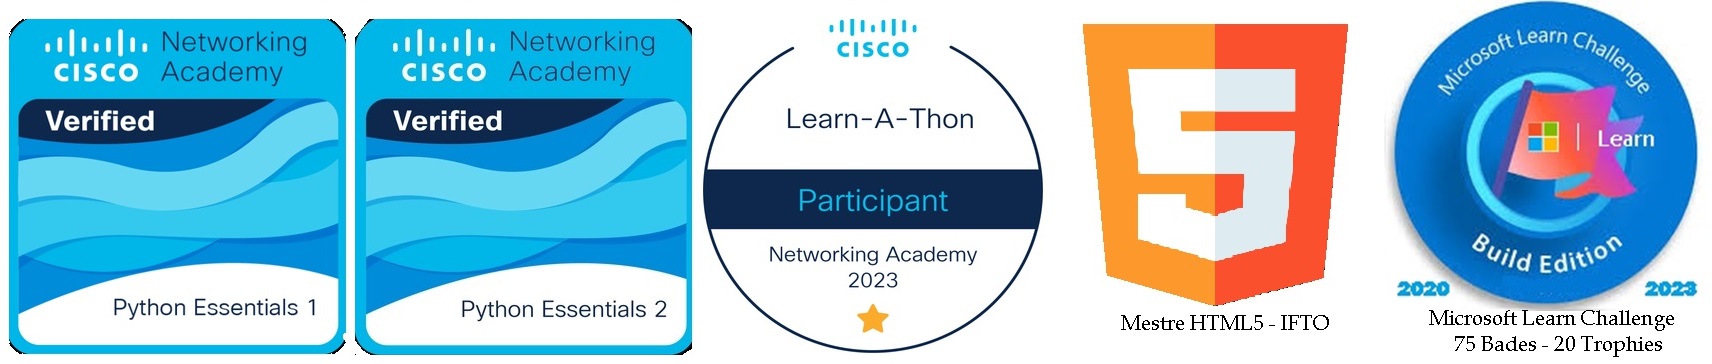 CISCO
Networking
Academy
Verified
Python Essentials 1
CISCO
Networking
Academy
Verified
Python Essentials 2
CISCO
Learn-A-Thon
Participant
Networking Academy
2023
5
Mestre HTML5 - IFTO
Microsoft Learn Challenge
Learn
Build Edition
2020
2023
Microsoft Learn Challenge
75 Bades - 20 Trophies